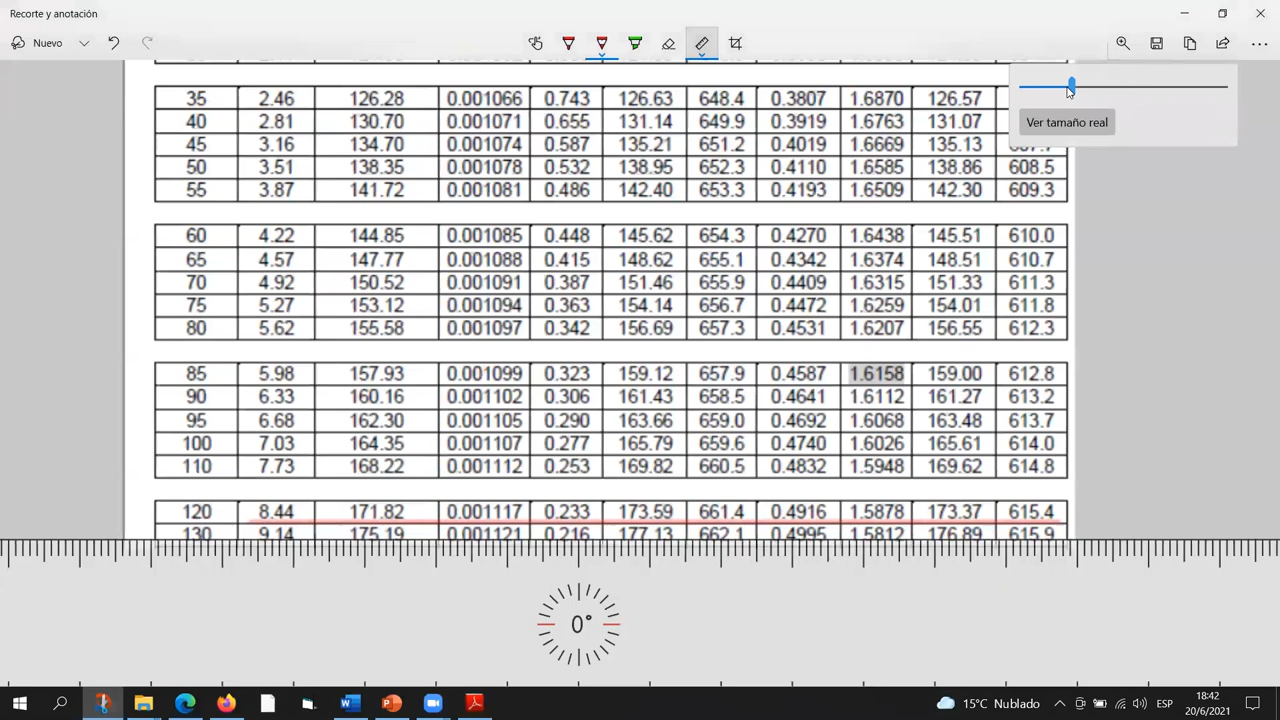 Recorte y anotación
Nuevo
Ver tamaño real
35 2.46 126.28 0.001066 0.743 126.63 648.4 0.3807 1.6870 126.57
40 2.81 130.70 0.001071 0.655 131.14 649.9 0.3919 1.6763 131.07
45 3.16 134.70 0.001074 0.587 135.21 651.2 0.4019 1.6669 135.13
50 3.51 138.35 0.001078 0.532 138.95 652.3 0.4110 1.6585 138.86 608.5
55 3.87 141.72 0.001081 0.486 142.40 653.3 0.4193 1.6509 142.30 609.3
60 4.22 144.85 0.001085 0.448 145.62 654.3 0.4270 1.6438 145.51 610.0
65 4.57 147.77 0.001088 0.415 148.62 655.1 0.4342 1.6374 148.51 610.7
70 4.92 150.52 0.001091 0.387 151.46 655.9 0.4409 1.6315 151.33 611.3
75 5.27 153.12 0.001094 0.363 154.14 656.7 0.4472 1.6259 154.01 611.8
80 5.62 155.58 0.001097 0.342 156.69 657.3 0.4531 1.6207 156.55 612.3
85 5.98 157.93 0.001099 0.323 159.12 657.9 0.4587 1.6158 159.00 612.8
90 6.33 160.16 0.001102 0.306 161.43 658.5 0.4641 1.6112 161.27 613.2
95 6.68 162.30 0.001105 0.290 163.66 659.0 0.4692 1.6068 163.48 613.7
100 7.03 164.35 0.001107 0.277 165.79 659.6 0.4740 1.6026 165.61 614.0
110 7.73 168.22 0.001112 0.253 169.82 660.5 0.4832 1.5948 169.62 614.8
120 8.44 171.82 0.001117 0.233 173.59 661.4 0.4916 1.5878 173.37 615.4
130 9.14 175.19 0.001121 0.216 177.13 662.1 0.4995 1.5812 176.89 615.9
0°
15°C Nublado ESP 18:42
20/6/2021